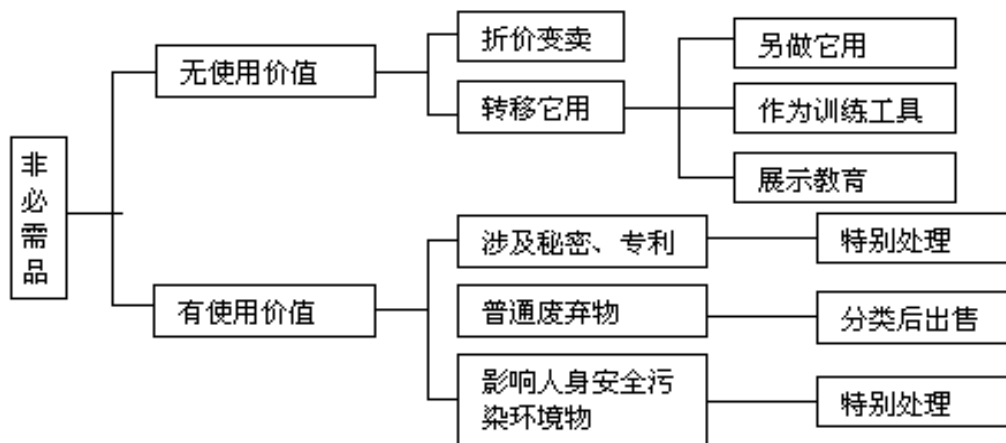 非必需品
无使用价值
折价变卖
转移它用
另做它用
作为训练工具
展示教育
有使用价值
涉及秘密、专利
特别处理
普通废弃物
分类后出售
影响人身安全污
染环境物
特别处理